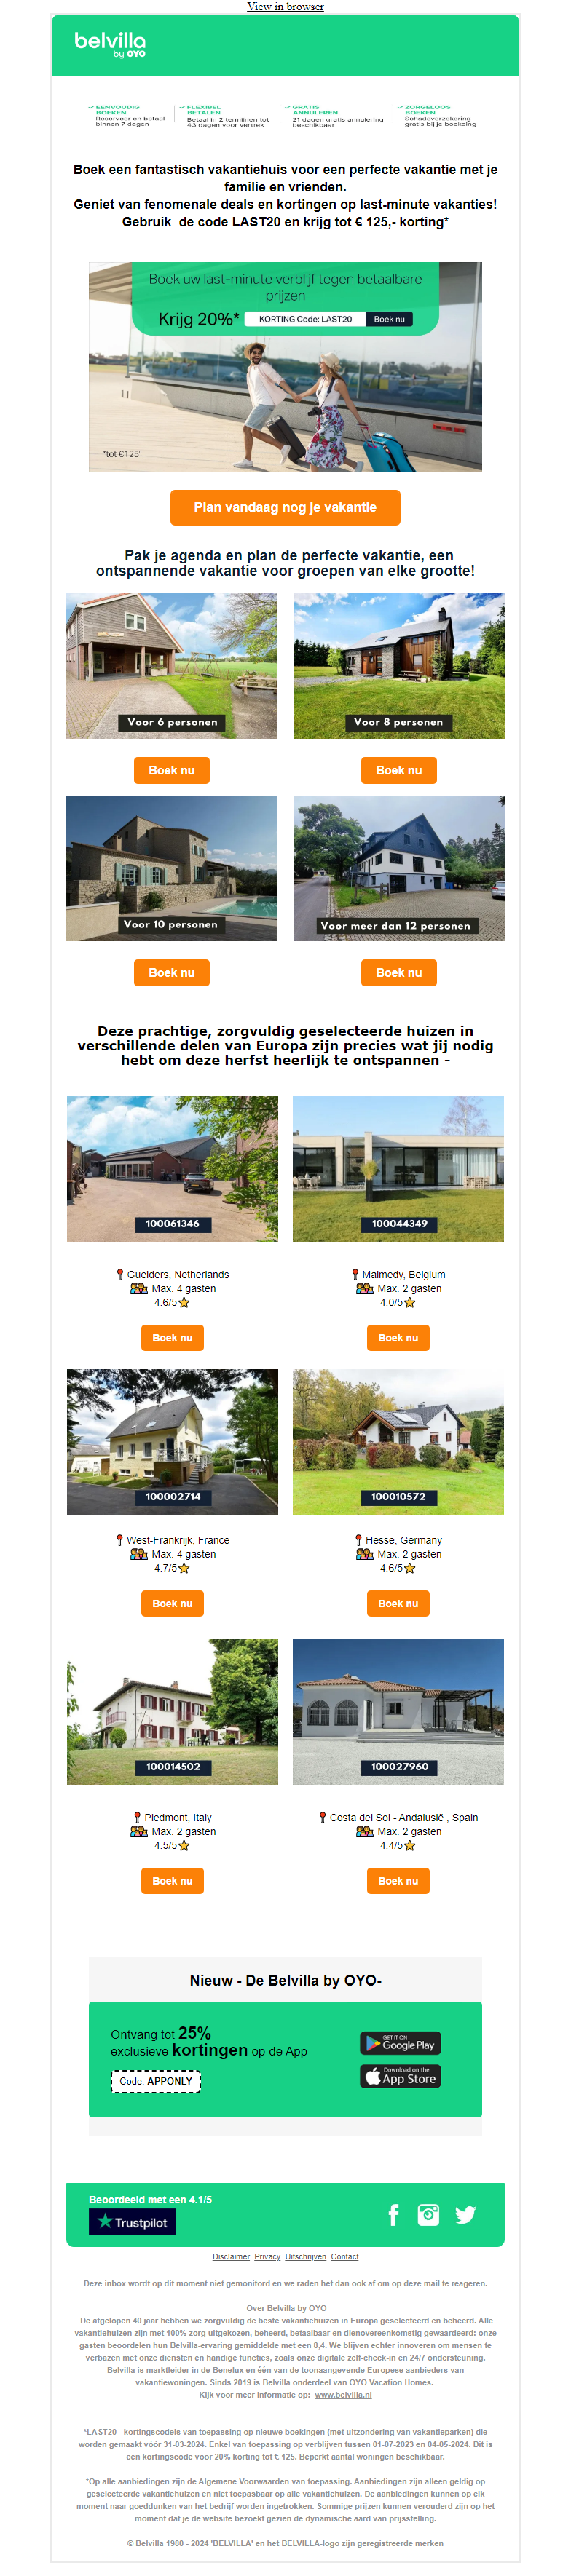 View in browser
belvilla
by OYO
EENVOUDIG BOEKEN
Reserveer en betaal binnen 7 dagen
FLEXIBEL BETALEN
Betaal in 2 termijnen tot 43 dagen voor vertrek
GRATIS ANNULEREN
21 dagen gratis annulering beschikbaar
ZORGELOOS BOEKEN
Schadeverzekering gratis bij je boeking
Boek een fantastisch vakantiehuis voor een perfecte vakantie met je
familie en vrienden.
Geniet van fenomenale deals en kortingen op last-minute vakanties!
Gebruik de code LAST20 en krijg tot € 125,- korting*
Boek uw last-minute verblijf tegen betaalbare
prijzen
Krijg 20%* KORTING Code: LAST20 Boek nu
*tot €125"
Plan vandaag nog je vakantie
Pak je agenda en plan de perfecte vakantie, een
ontspannende vakantie voor groepen van elke grootte!
Voor 6 personen
Voor 8 personen
Boek nu
Boek nu
Voor 10 personen
Voor meer dan 12 personen
Boek nu
Boek nu
Deze prachtige, zorgvuldig geselecteerde huizen in
verschillende delen van Europa zijn precies wat jij nodig
hebt om deze herfst heerlijk te ontspannen -
100061346
100044349
Guelders, Netherlands
Max. 4 gasten
4.6/5
Malmedy, Belgium
Max. 2 gasten
4.0/5
Boek nu
Boek nu
100002714
100010572
West-Frankrijk, France
Max. 4 gasten
4.7/5
Hesse, Germany
Max. 2 gasten
4.6/5
Boek nu
Boek nu
100014502
100027960
Piedmont, Italy
Max. 2 gasten
4.5/5
Costa del Sol - Andalusië , Spain
Max. 2 gasten
4.4/5
Boek nu
Boek nu
Nieuw - De Belvilla by OYO-
Ontvang tot 25%
exclusieve kortingen op de App
Code: APPONLY
GET IT ON
Google Play
Download on the
App Store
Beoordeeld met een 4.1/5
Trustpilot
Disclaimer Privacy Uitschrijven Contact
Deze inbox wordt op dit moment niet gemonitord en we raden het dan ook af om op deze mail te reageren.
Over Belvilla by OYO
De afgelopen 40 jaar hebben we zorgvuldig de beste vakantiehuizen in Europa geselecteerd en beheerd. Alle
vakantiehuizen zijn met 100% zorg uitgekozen, beheerd, betaalbaar en dienovereenkomstig gewaardeerd: onze
gasten beoordelen hun Belvilla-ervaring gemiddelde met een 8,4. We blijven echter innoveren om mensen te
verbazen met onze diensten en handige functies, zoals onze digitale zelf-check-in en 24/7 ondersteuning.
Belvilla is marktleider in de Benelux en één van de toonaangevende Europese aanbieders van
vakantiewoningen. Sinds 2019 is Belvilla onderdeel van OYO Vacation Homes.
Kijk voor meer informatie op: www.belvilla.nl
*LAST20 - kortingscodeis van toepassing op nieuwe boekingen (met uitzondering van vakantieparken) die
worden gemaakt vóór 31-03-2024. Enkel van toepassing op verblijven tussen 01-07-2023 en 04-05-2024. Dit is
een kortingscode voor 20% korting tot € 125. Beperkt aantal woningen beschikbaar.
*Op alle aanbiedingen zijn de Algemene Voorwaarden van toepassing. Aanbiedingen zijn alleen geldig op
geselecteerde vakantiehuizen en niet toepasbaar op alle vakantiehuizen. De aanbiedingen kunnen op elk
moment naar goeddunken van het bedrijf worden ingetrokken. Sommige prijzen kunnen verouderd zijn op het
moment dat je de website bezoekt gezien de dynamische aard van prijsstelling.
© Belvilla 1980 - 2024 'BELVILLA' en het BELVILLA-logo zijn geregistreerde merken